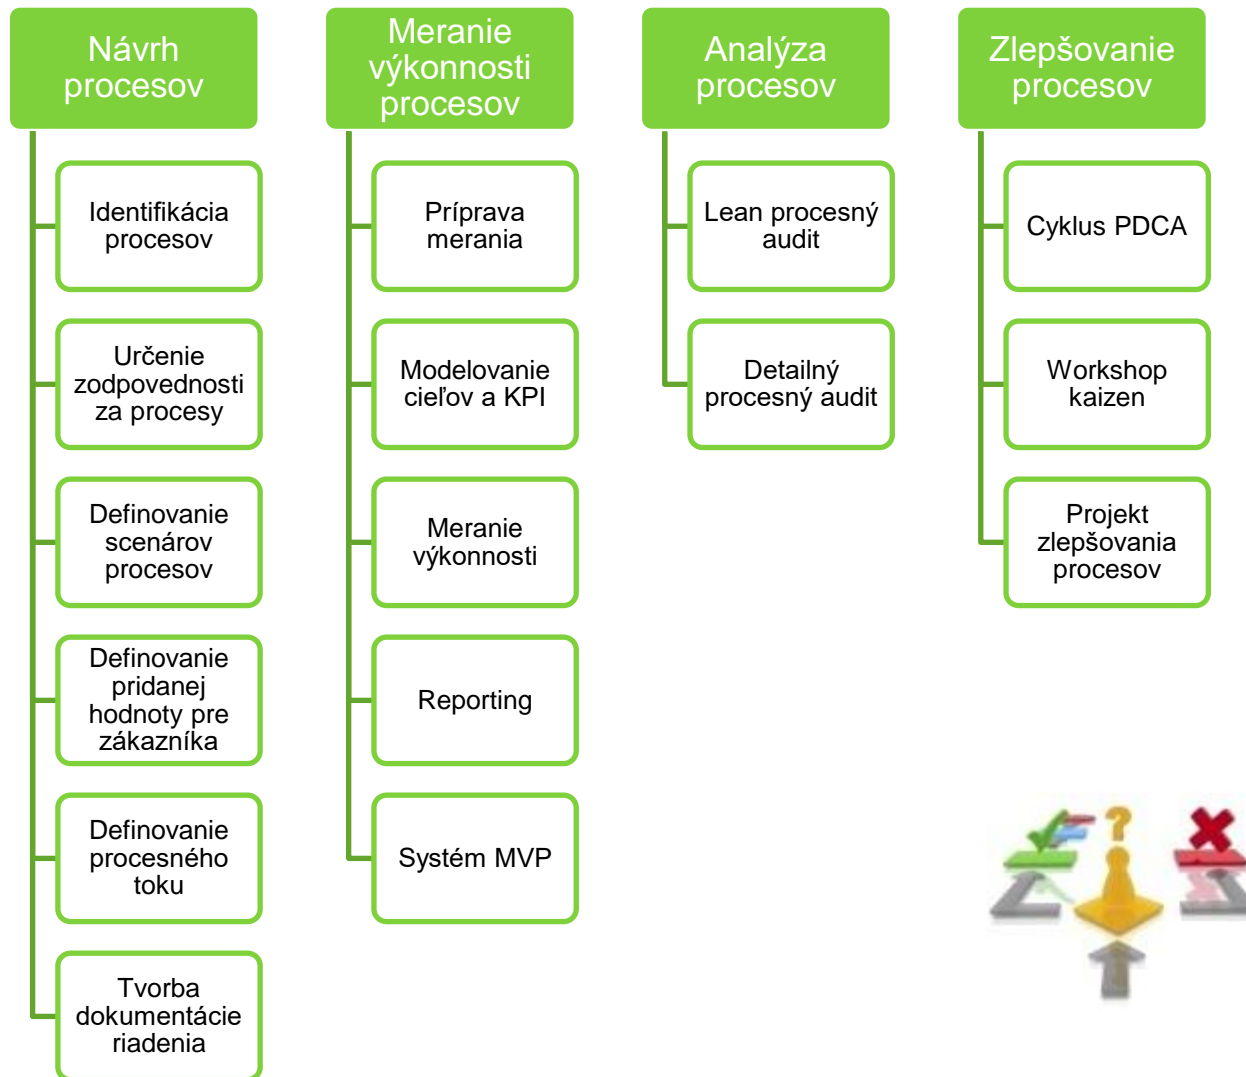 Návrh
procesov
Identifikácia
procesov
Určenie
zodpovednosti
za procesy
Definovanie
scenárov
procesov
Definovanie
pridanej
hodnoty pre
zákazníka
Definovanie
procesného
toku
Tvorba
dokumentácie
riadenia
Meranie
výkonnosti
procesov
Príprava
merania
Modelovanie
cieľov a KPI
Meranie
výkonnosti
Reporting
Systém MVP
Analýza
procesov
Lean procesný
audit
Detailný
procesný audit
Zlepšovanie
procesov
Cyklus PDCA
Workshop
kaizen
Projekt
zlepšovania
procesov
?